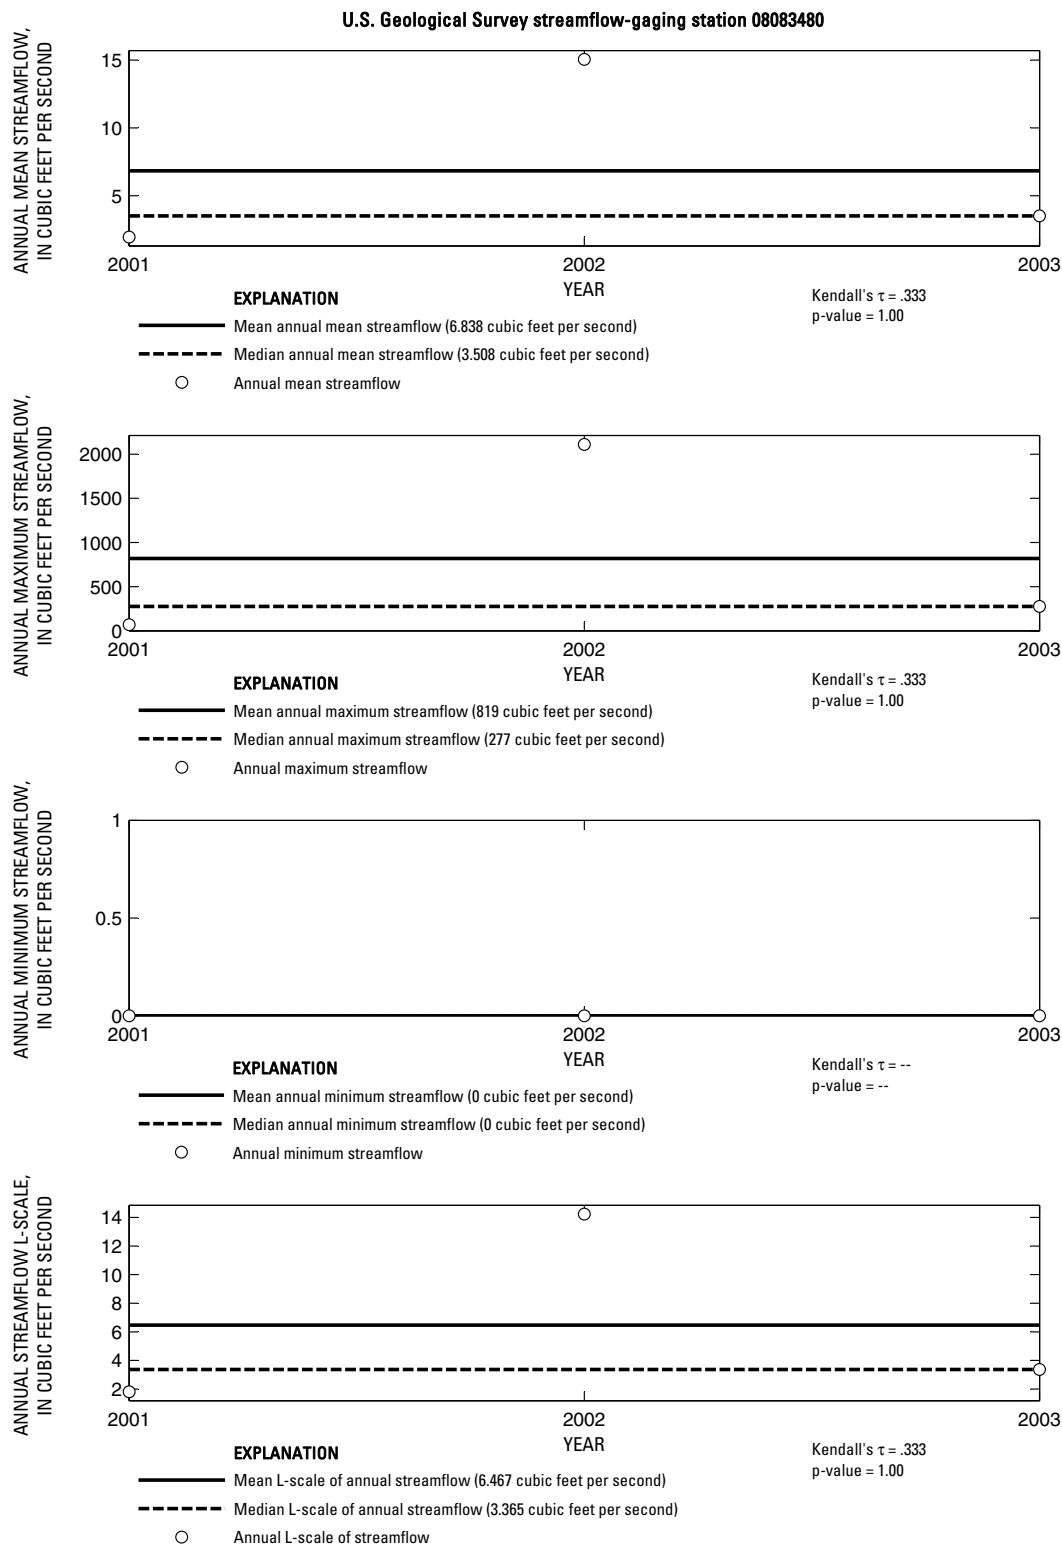 U.S. Geological Survey streamflow-gaging station 08083480
ANNUAL MEAN STREAMFLOW,
IN CUBIC FEET PER SECOND
15
10
5
2001
2002
2003
YEAR
EXPLANATION
Mean annual mean streamflow (6.838 cubic feet per second)
Median annual mean streamflow (3.508 cubic feet per second)
Annual mean streamflow
Kendall's τ = .333
p-value = 1.00
ANNUAL MAXIMUM STREAMFLOW,
IN CUBIC FEET PER SECOND
2000
1500
1000
500
0
2001
2002
2003
YEAR
EXPLANATION
Mean annual maximum streamflow (819 cubic feet per second)
Median annual maximum streamflow (277 cubic feet per second)
Annual maximum streamflow
Kendall's τ = .333
p-value = 1.00
ANNUAL MINIMUM STREAMFLOW,
IN CUBIC FEET PER SECOND
1
0.5
0
2001
2002
2003
YEAR
EXPLANATION
Mean annual minimum streamflow (0 cubic feet per second)
Median annual minimum streamflow (0 cubic feet per second)
Annual minimum streamflow
Kendall's τ = --
p-value = --
ANNUAL STREAMFLOW L-SCALE,
IN CUBIC FEET PER SECOND
14
12
10
8
6
4
2
2001
2002
2003
YEAR
EXPLANATION
Mean L-scale of annual streamflow (6.467 cubic feet per second)
Median L-scale of annual streamflow (3.365 cubic feet per second)
Annual L-scale of streamflow
Kendall's τ = .333
p-value = 1.00